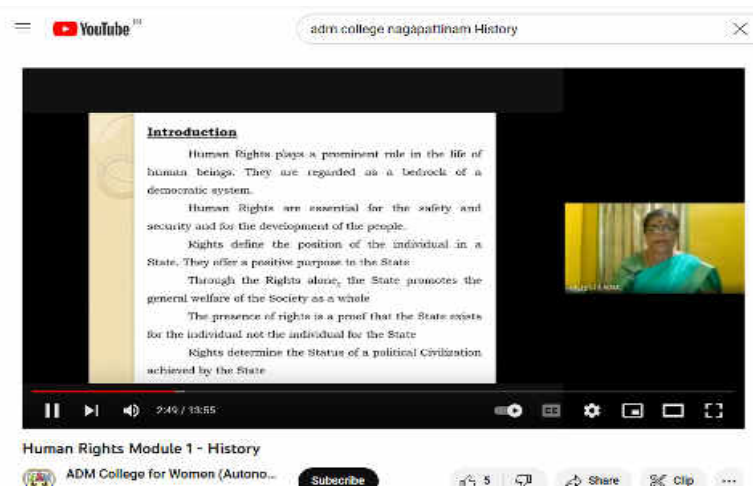 YouTube
adm college nagapattinam History
Introduction
Human Rights plays a prominent role in the life of
human beings. They are regarded as a bedrock of a
democratic system.
Human Rights are essential for the safety and
security and for the development of the people.
Rights define the position of the individual in a
State. They offer a positive purpose to the State
Through the Rights alone, the State promotes the
general welfare of the Society as a whole
The presence of rights is a proof that the State exists
for the individual not the individual for the State
Rights determine the Status of a political Civilization
achieved by the State
2:49 / 13:55
CC
Human Rights Module 1 - History
ADM College for Women (Autono...
Subscribe
5
Share
Clip
...